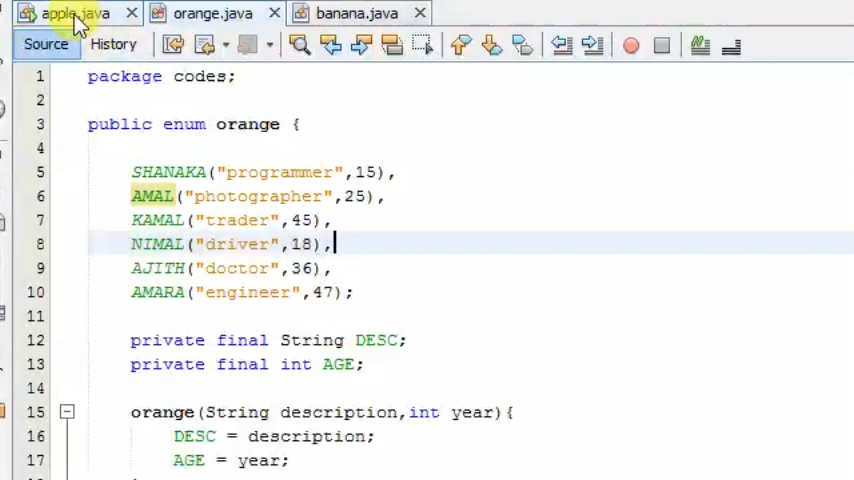 apple.java orange.java banana.java
Source History
1 package codes;
2
3 public enum orange {
4
5 SHANAKA("programmer",15),
6 AMAL("photographer",25),
7 KAMAL("trader",45),
8 NIMAL("driver",18),
9 AJITH("doctor",36),
10 AMARA("engineer",47);
11
12 private final String DESC;
13 private final int AGE;
14
15 orange(String description,int year){
16 DESC = description;
17 AGE = year;